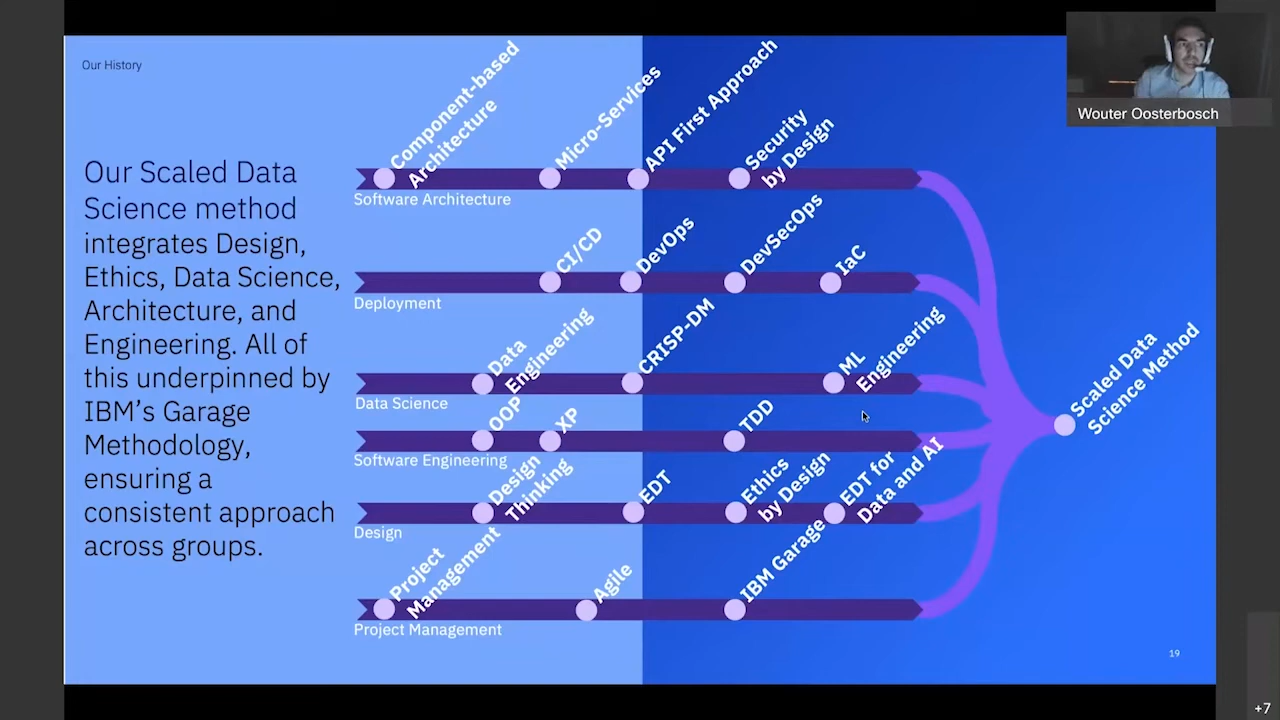 Our History
Our Scaled Data
Science method
integrates Design,
Ethics, Data Science,
Architecture, and
Engineering. All of
this underpinned by
IBM's Garage
Methodology,
ensuring a
consistent approach
across groups.
Component-based
Architecture
Micro-Services
API First Approach
Security
by Design
Software Architecture
CI/CD
DevOps
DevSecOps
IaC
Deployment
Data
Engineering
CRISP-DM
ML
Engineering
Data Science
OOP
XP
TDD
Software Engineering
Design
Thinking
EDT
Ethics
by Design
EDT for
Data and AI
Design
Project
Management
Agile
IBM Garage
Project Management
Scaled Data
Science Method
19
Wouter Oosterbosch
+7